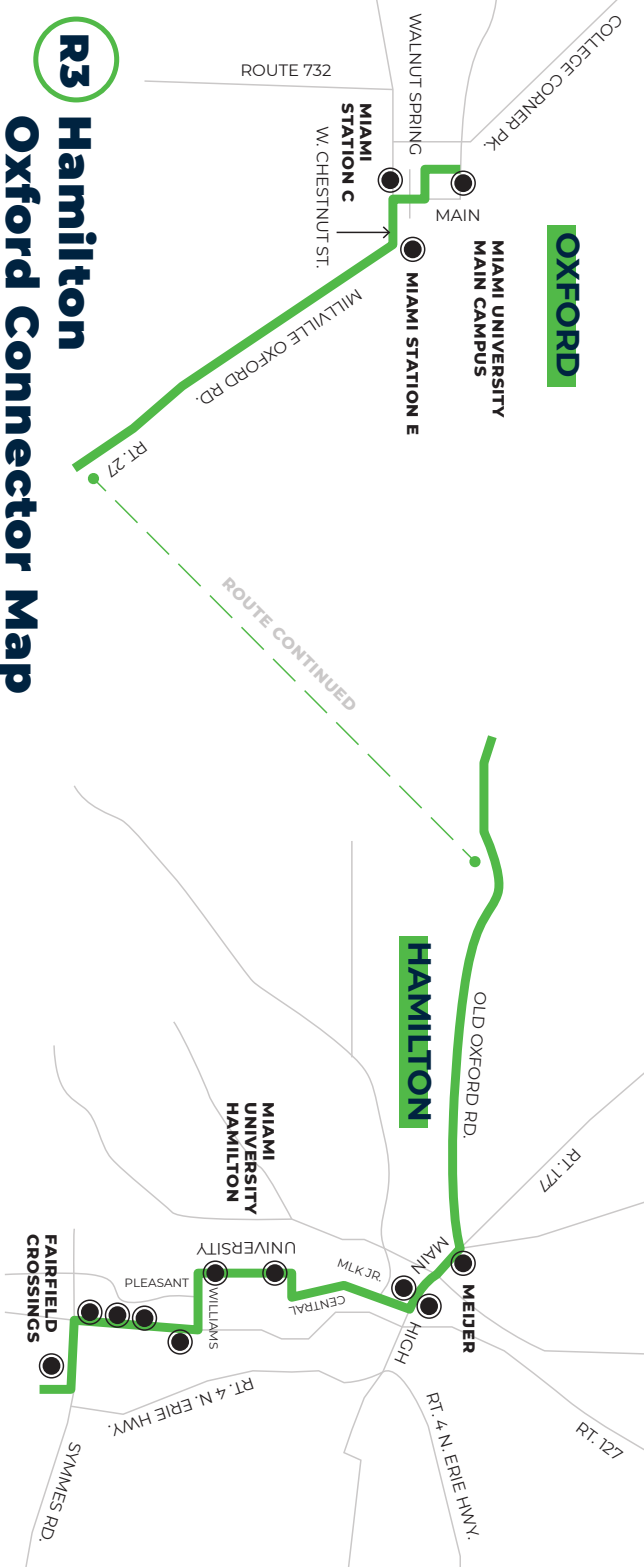 R3
Hamilton
Oxford Connector Map
OXFORD
COLLEGE CORNER PK.
WALNUT SPRING
ROUTE 732
MIAMI
STATION C
W. CHESTNUT ST.
MAIN
MIAMI UNIVERSITY
MAIN CAMPUS
MIAMI STATION E
MILLVILLE OXFORD RD.
RT. 27
ROUTE CONTINUED
HAMILTON
OLD OXFORD RD.
RT. 177
MAIN
MEIJER
MIAMI
UNIVERSITY
HAMILTON
UNIVERSITY
MLK JR.
CENTRAL
HIGH
PLEASANT
WILLIAMS
FAIRFIELD
CROSSINGS
RT. 4 N. ERIE HWY.
RT. 4 N. ERIE HWY.
RT. 127
SYMMES RD.